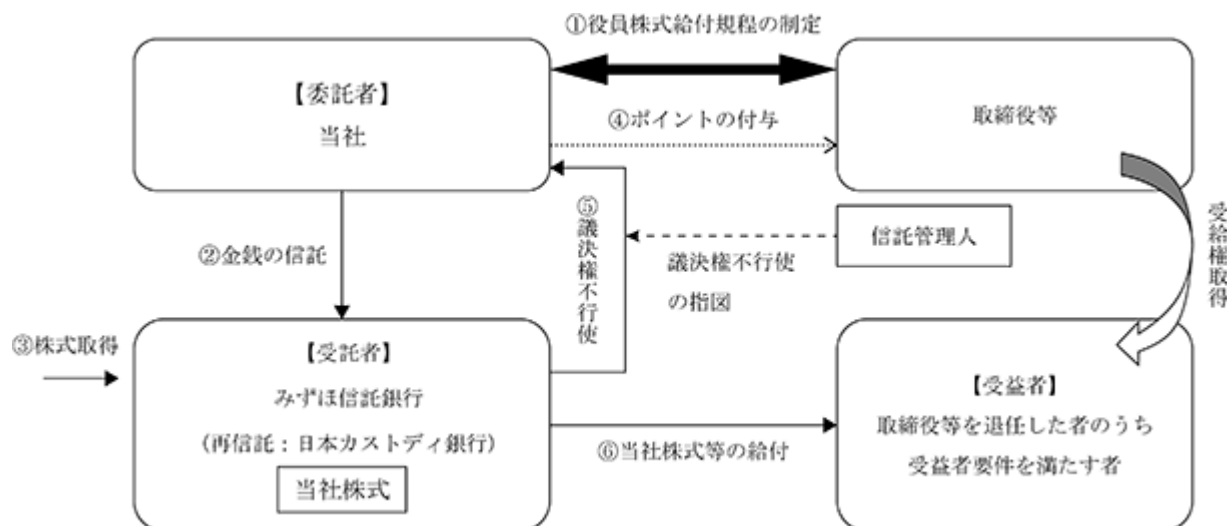 ①役員株式給付規程の制定
【委託者】
当社
取締役等
④ポイントの付与
②金銭の信託
⑤議決権不行使
議決権不行使
の指図
信託管理人
受給権取得
③株式取得
【受託者】
みずほ信託銀行
(再信託：日本カストディ銀行)
当社株式
⑥当社株式等の給付
【受益者】
取締役等を退任した者のうち
受益者要件を満たす者